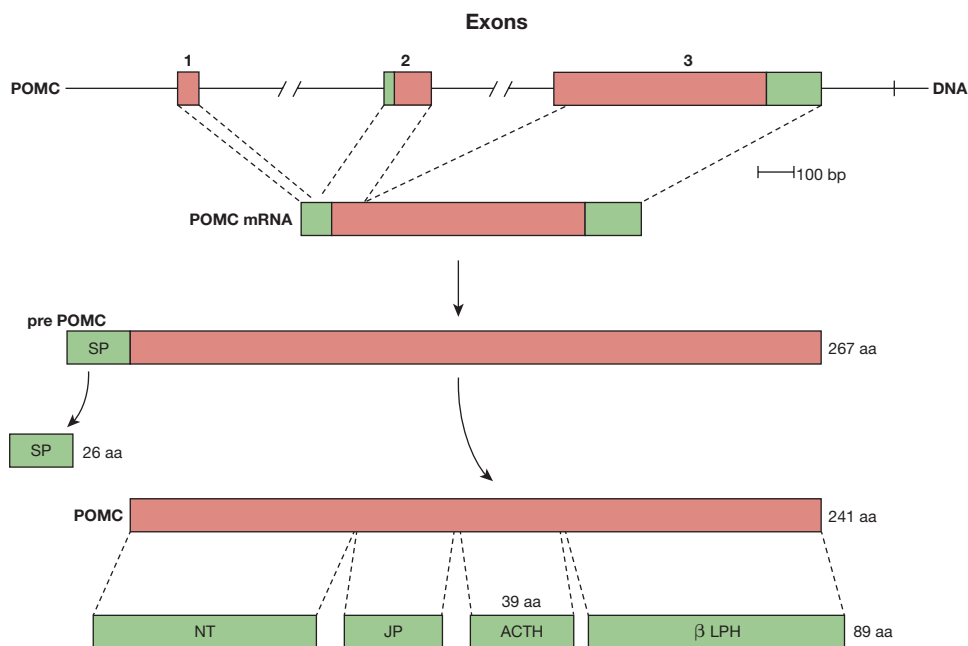 Exons
1 2 3
POMC DNA
100 bp
POMC mRNA
pre POMC
SP 267 aa
SP 26 aa
POMC 241 aa
39 aa
NT JP ACTH β LPH 89 aa